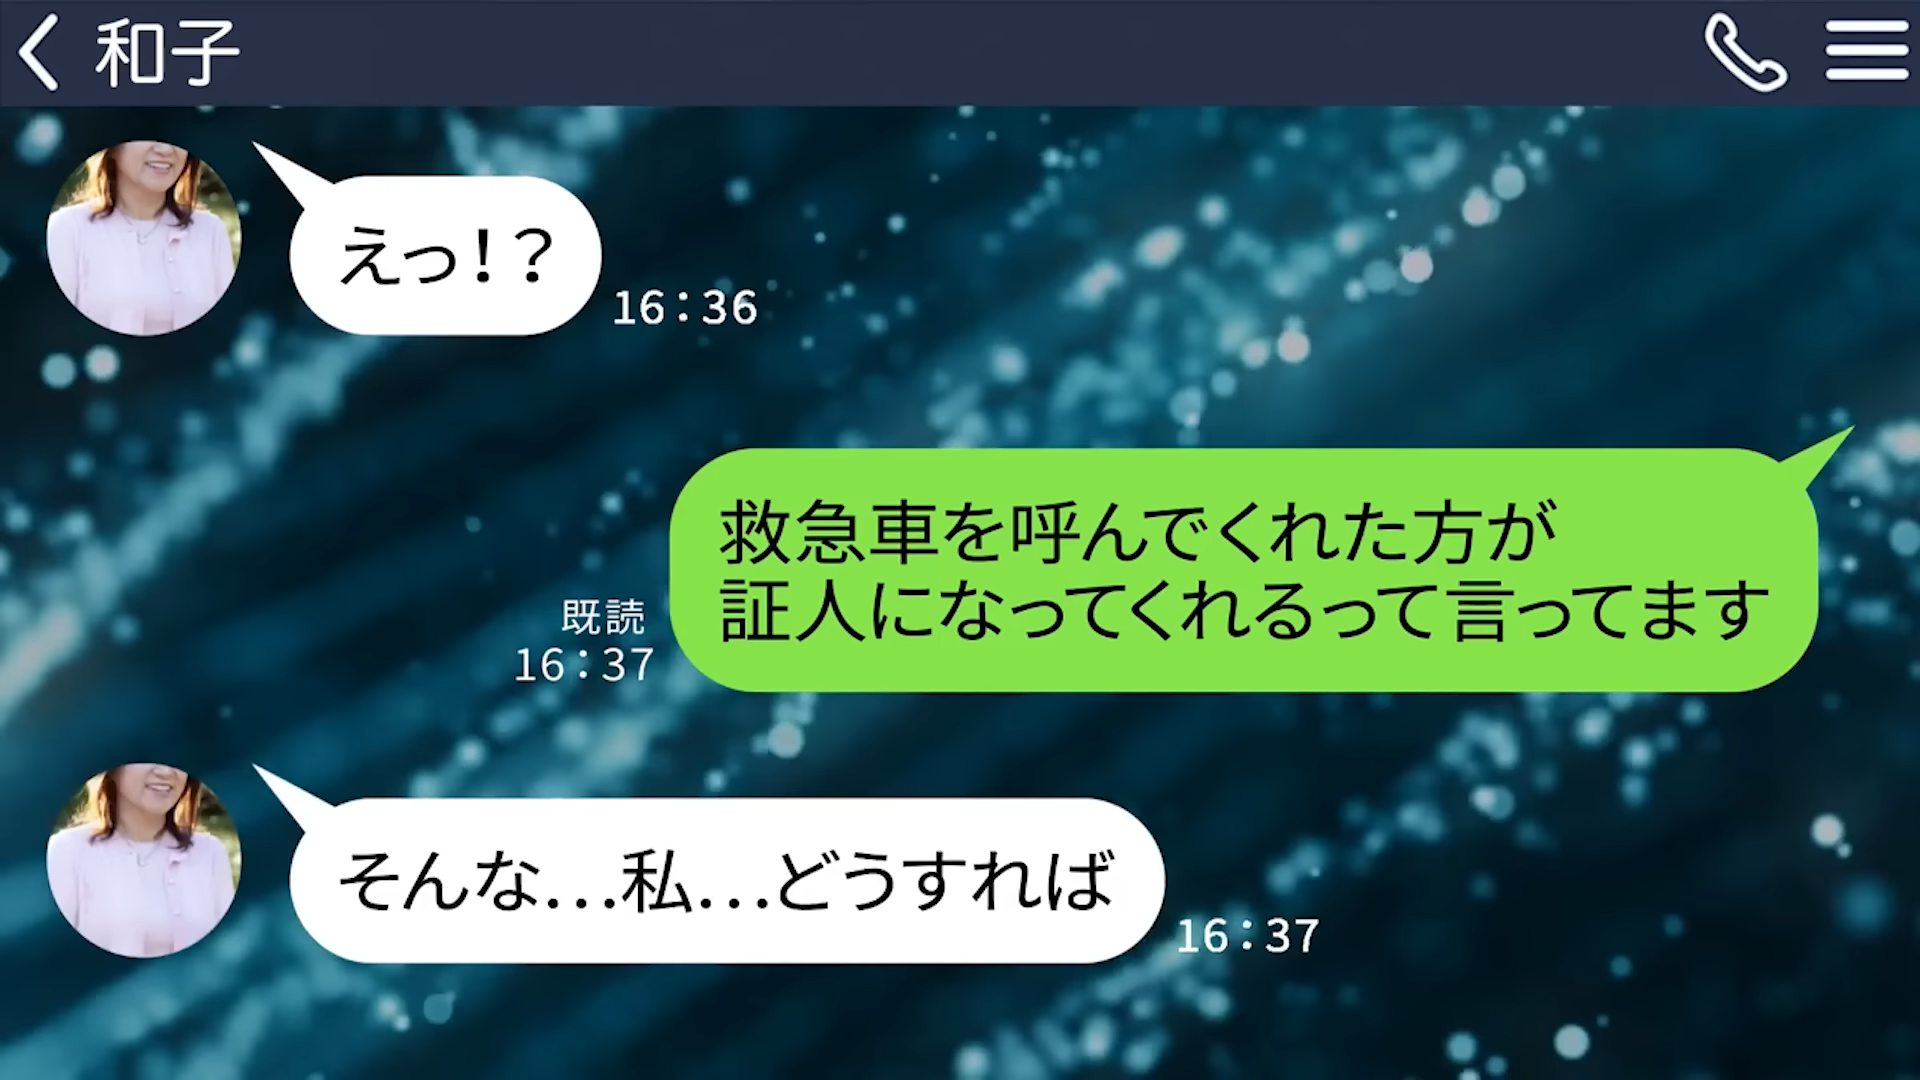 和子
えっ！？
16：36
救急車を呼んでくれた方が
証人になってくれるって言ってます
既読
16：37
そんな…私…どうすれば
16：37